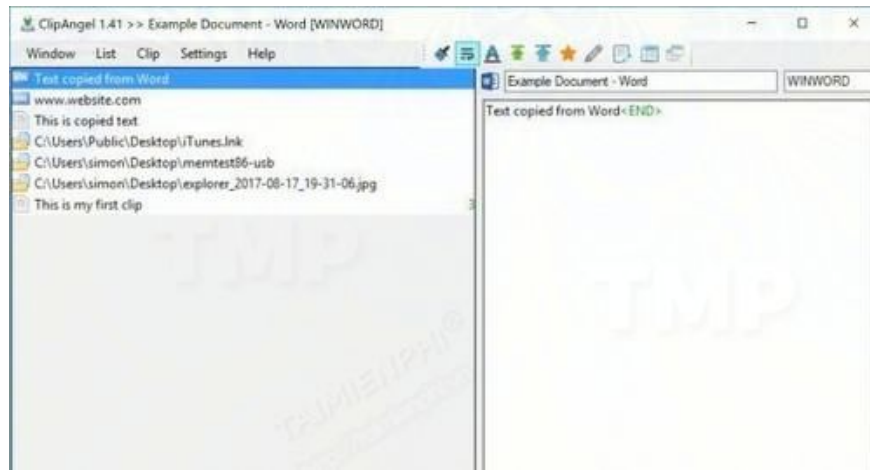 ClipAngel 1.41 >> Example Document - Word [WINWORD]
Window List Clip Settings Help
Text copied from Word
www.website.com
This is copied text
C:\Users\Public\Desktop\iTunes.lnk
C:\Users\simon\Desktop\memtest86-usb
C:\Users\simon\Desktop\explorer_2017-08-17_19-31-06.jpg
This is my first clip 3
Example Document - Word WINWORD
Text copied from Word<END>
TMP
TMP
TAIMIENPHI